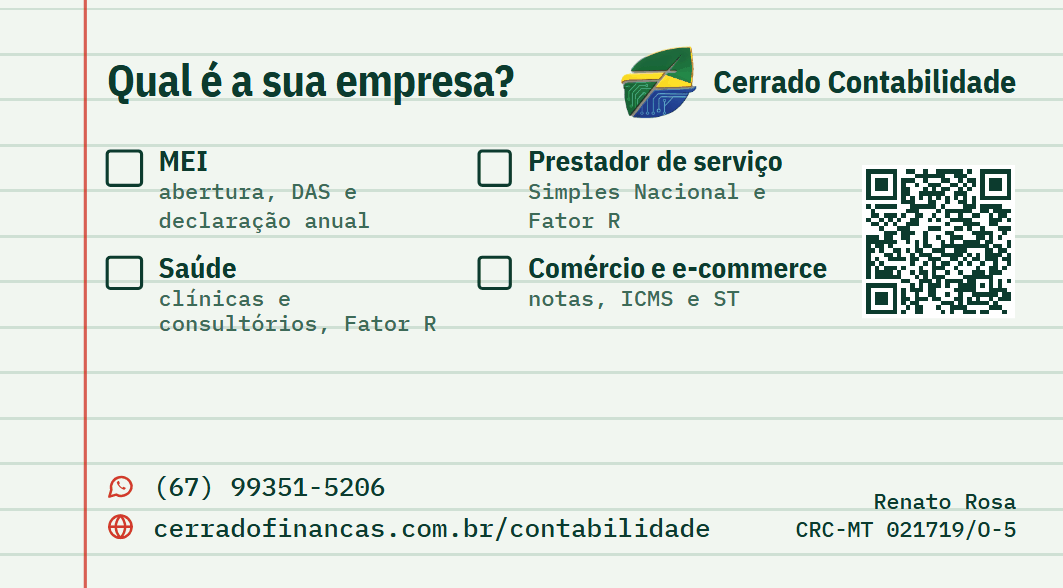 Qual é a sua empresa?
Cerrado Contabilidade
MEI
abertura, DAS e
declaração anual
Prestador de serviço
Simples Nacional e
Fator R
Saúde
clínicas e
consultórios, Fator R
Comércio e e-commerce
notas, ICMS e ST
(67) 99351-5206
cerradofinancas.com.br/contabilidade
Renato Rosa
CRC-MT 021719/O-5